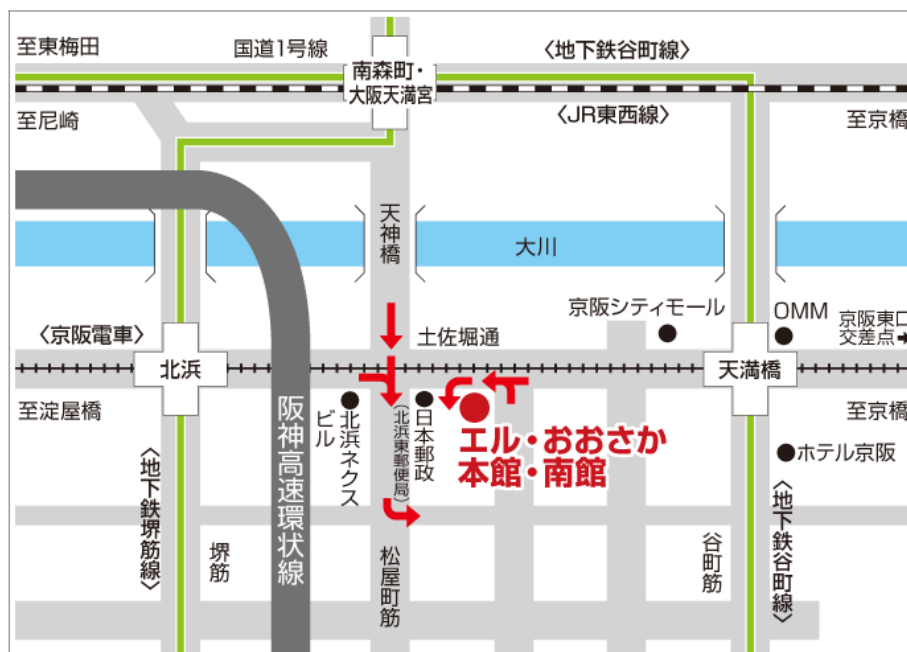 至東梅田
国道1号線
〈地下鉄谷町線〉
南森町・
大阪天満宮
至尼崎
〈JR東西線〉
至京橋
天神橋
大川
京阪シティモール
OMM
京阪東口
交差点➡
〈京阪電車〉
土佐堀通
北浜
天満橋
至淀屋橋
至京橋
阪神高速環状線
北浜ネクス
ビル
日本郵政
(北浜東郵便局)
エル・おおさか
本館・南館
ホテル京阪
〈地下鉄堺筋線〉
堺筋
松屋町筋
谷町筋
〈地下鉄谷町線〉